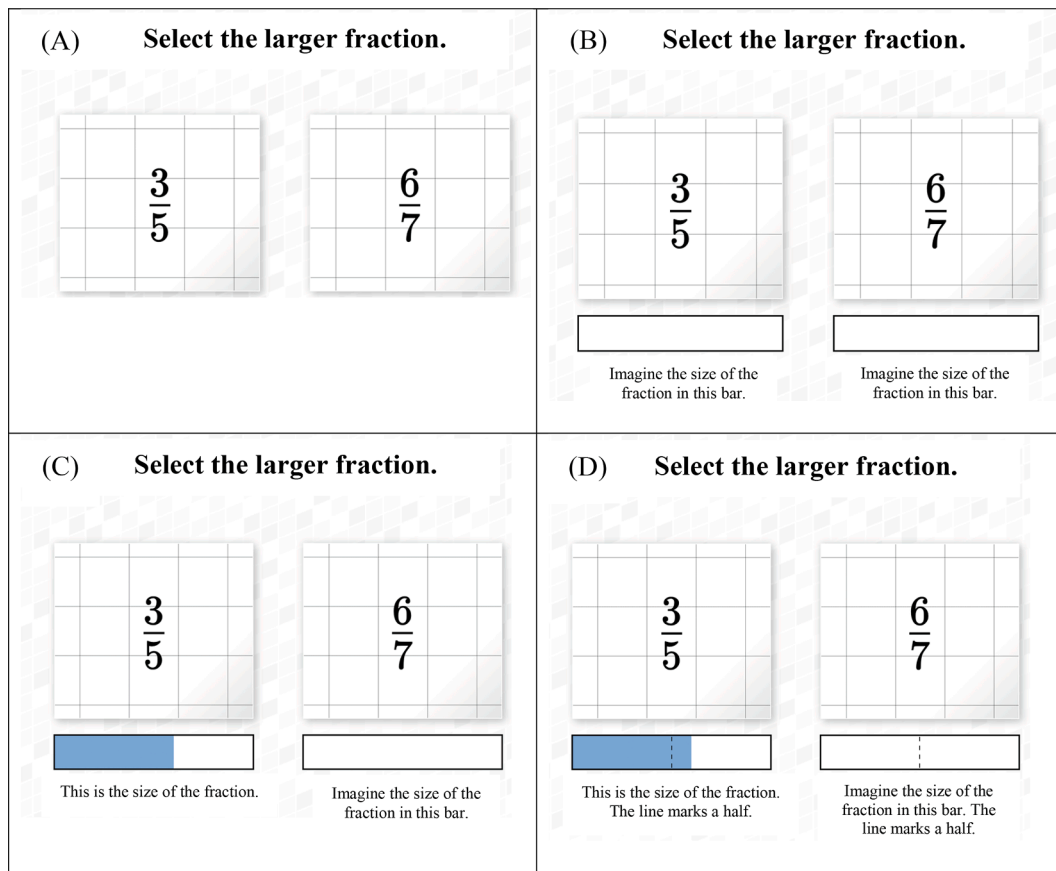 (A) Select the larger fraction.
3
5
6
7
(B) Select the larger fraction.
3
5
6
7
Imagine the size of the
fraction in this bar.
Imagine the size of the
fraction in this bar.
(C) Select the larger fraction.
3
5
6
7
This is the size of the fraction.
Imagine the size of the
fraction in this bar.
(D) Select the larger fraction.
3
5
6
7
This is the size of the fraction.
The line marks a half.
Imagine the size of the
fraction in this bar. The
line marks a half.